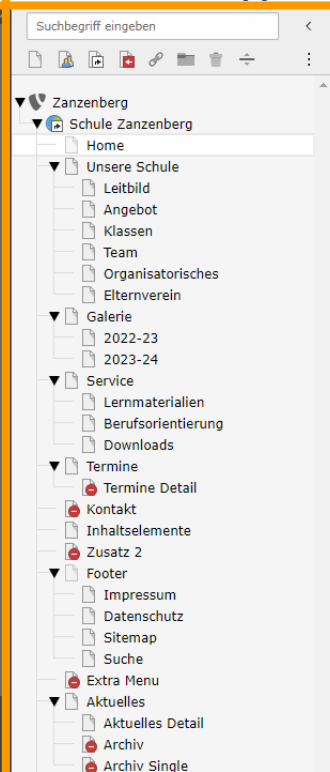 Suchbegriff eingeben
Zanzenberg
Schule Zanzenberg
Home
Unsere Schule
Leitbild
Angebot
Klassen
Team
Organisatorisches
Elternverein
Galerie
2022-23
2023-24
Service
Lernmaterialien
Berufsorientierung
Downloads
Termine
Termine Detail
Kontakt
Inhaltselemente
Zusatz 2
Footer
Impressum
Datenschutz
Sitemap
Suche
Extra Menu
Aktuelles
Aktuelles Detail
Archiv
Archiv Single